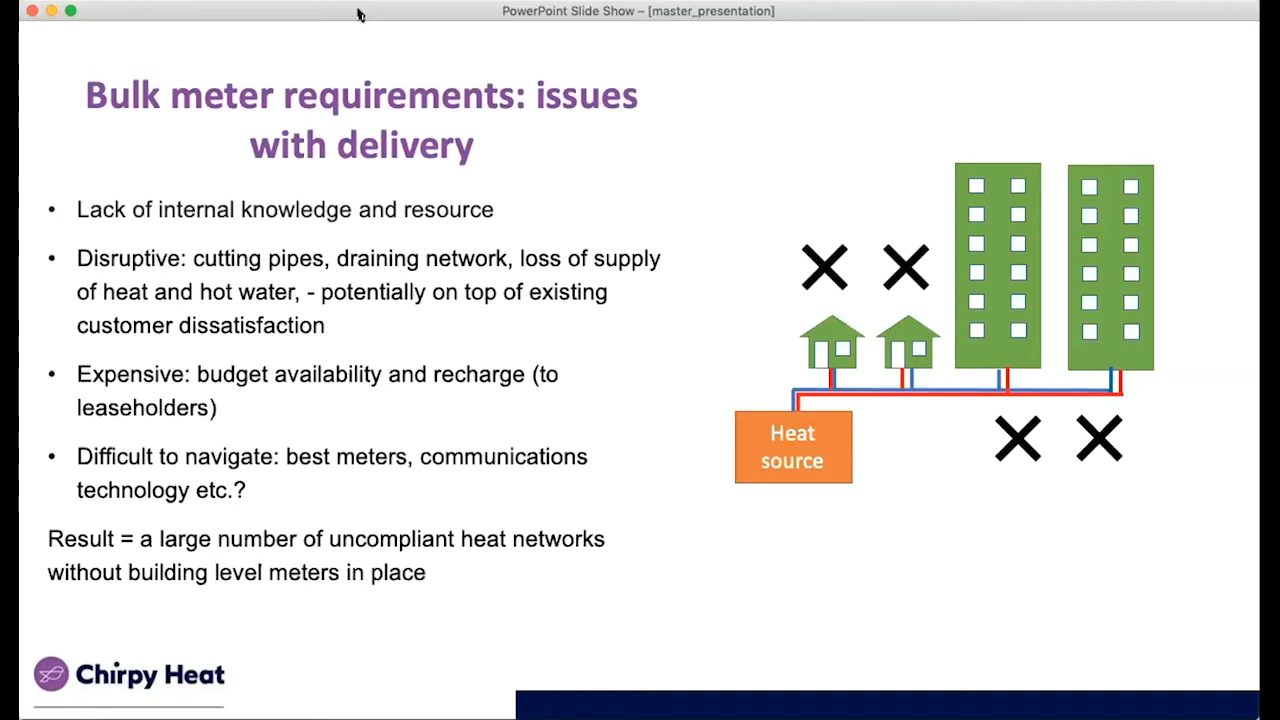 PowerPoint Slide Show – [master_presentation]
Bulk meter requirements: issues
with delivery
• Lack of internal knowledge and resource
• Disruptive: cutting pipes, draining network, loss of supply
of heat and hot water, - potentially on top of existing
customer dissatisfaction
• Expensive: budget availability and recharge (to
leaseholders)
• Difficult to navigate: best meters, communications
technology etc.?
Result = a large number of uncompliant heat networks
without building level meters in place
Heat
source
Chirpy Heat